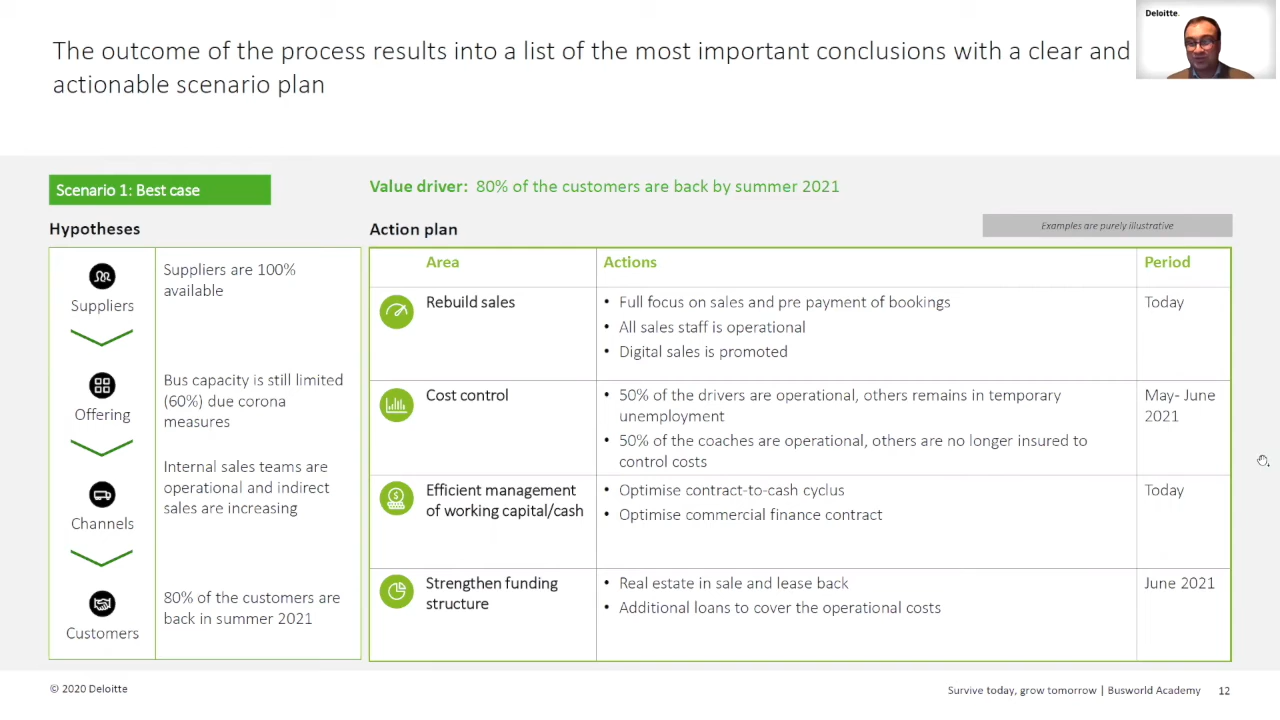 Deloitte.
The outcome of the process results into a list of the most important conclusions with a clear and
actionable scenario plan
Scenario 1: Best case
Value driver: 80% of the customers are back by summer 2021
Hypotheses
Action plan
Examples are purely illustrative
Suppliers
Suppliers are 100%
available
Offering
Bus capacity is still limited
(60%) due corona
measures
Channels
Internal sales teams are
operational and indirect
sales are increasing
Customers
80% of the customers are
back in summer 2021
Area
Actions
Period
Rebuild sales
• Full focus on sales and pre payment of bookings
• All sales staff is operational
• Digital sales is promoted
Today
Cost control
• 50% of the drivers are operational, others remains in temporary
unemployment
• 50% of the coaches are operational, others are no longer insured to
control costs
May- June
2021
Efficient management
of working capital/cash
• Optimise contract-to-cash cyclus
• Optimise commercial finance contract
Today
Strengthen funding
structure
• Real estate in sale and lease back
• Additional loans to cover the operational costs
June 2021
© 2020 Deloitte
Survive today, grow tomorrow | Busworld Academy
12